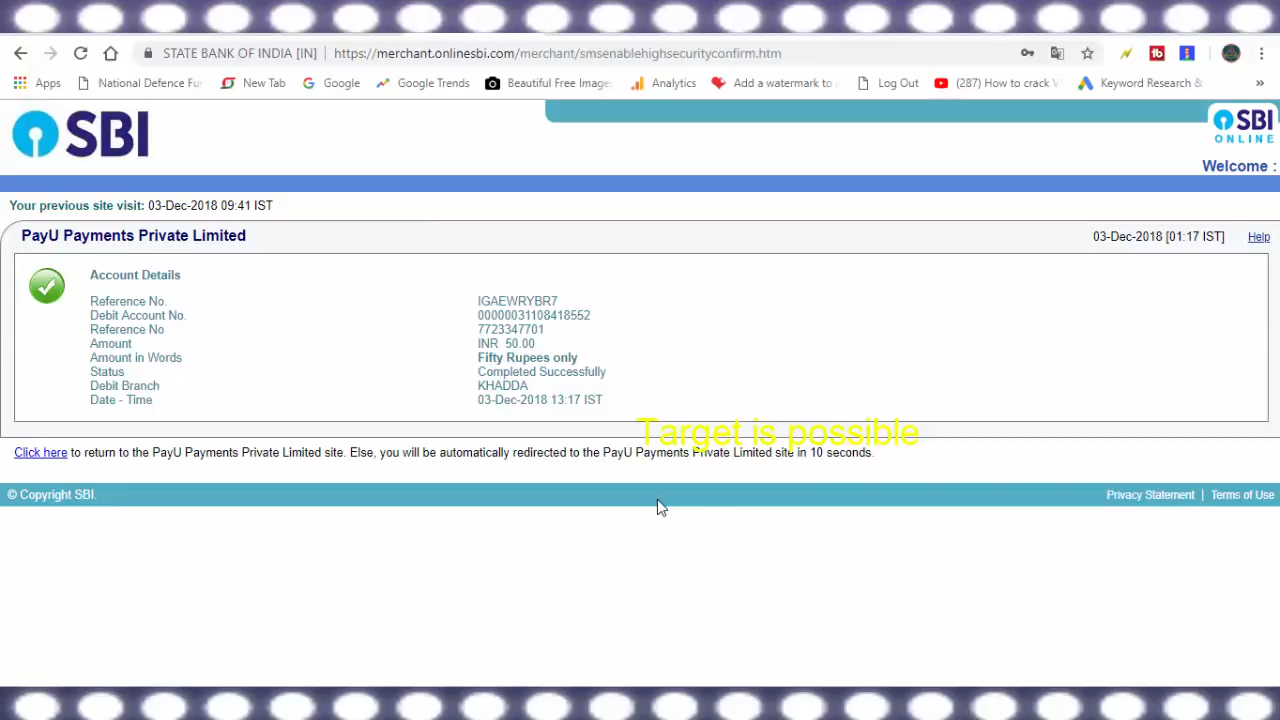 STATE BANK OF INDIA [IN] https://merchant.onlinesbi.com/merchant/smsenablehighsecurityconfirm.htm
Apps National Defence Fun New Tab Google Google Trends Beautiful Free Images Analytics Add a watermark to Log Out (287) How to crack Keyword Research & »
SBI
SBI
ONLINE
Welcome :
Your previous site visit: 03-Dec-2018 09:41 IST
PayU Payments Private Limited 03-Dec-2018 [01:17 IST] Help
Account Details
Reference No. IGAEWRYBR7
Debit Account No. 00000031108418552
Reference No 7723347701
Amount INR 50.00
Amount in Words Fifty Rupees only
Status Completed Successfully
Debit Branch KHADDA
Date - Time 03-Dec-2018 13:17 IST
Target is possible
Click here to return to the PayU Payments Private Limited site. Else, you will be automatically redirected to the PayU Payments Private Limited site in 10 seconds.
© Copyright SBI. Privacy Statement | Terms of Use